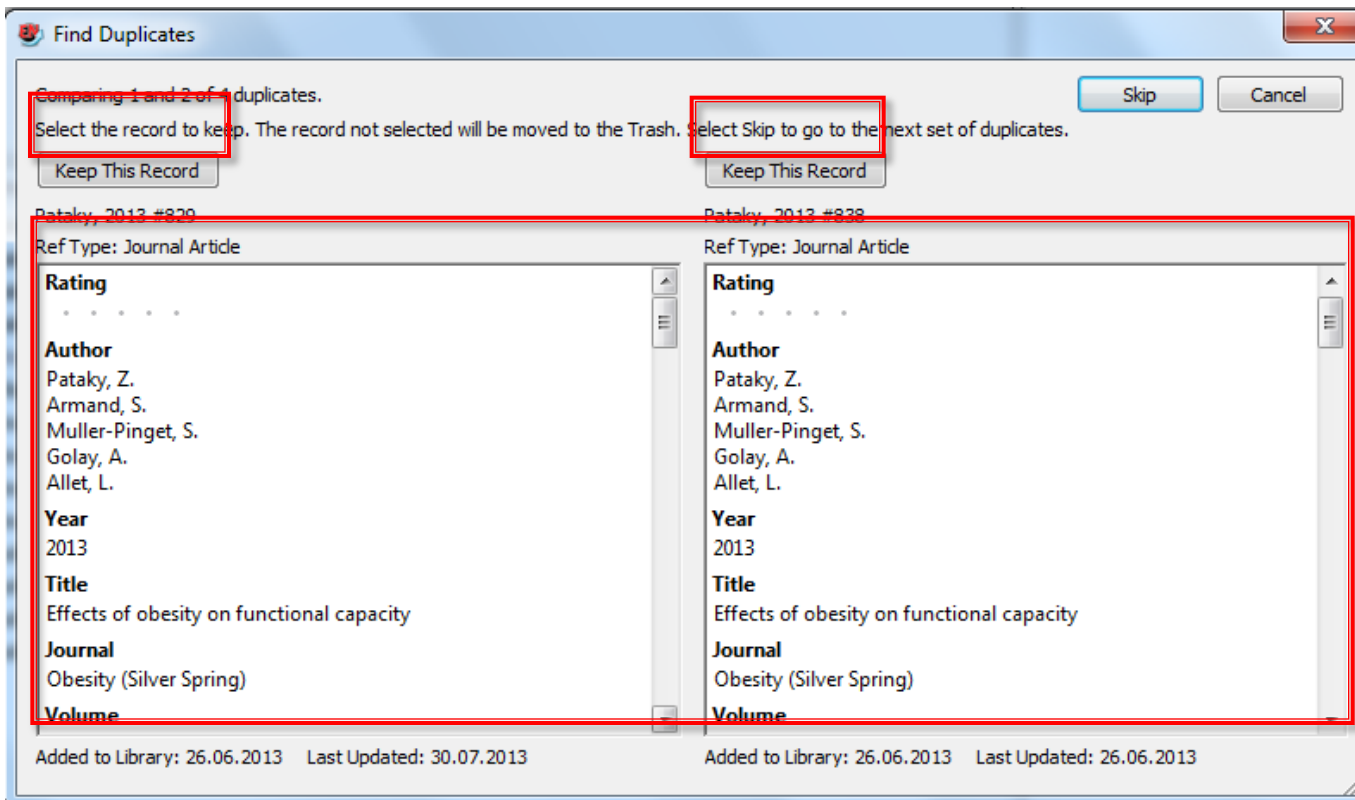 Find Duplicates
Comparing 1 and 2 of 4 duplicates.
Skip
Cancel
Select the record to keep. The record not selected will be moved to the Trash. Select Skip to go to the next set of duplicates.
Keep This Record
Keep This Record
Pataky, 2013 #829
Pataky, 2013 #838
Ref Type: Journal Article
Ref Type: Journal Article
Rating
Author
Pataky, Z.
Armand, S.
Muller-Pinget, S.
Golay, A.
Allet, L.
Year
2013
Title
Effects of obesity on functional capacity
Journal
Obesity (Silver Spring)
Volume
Rating
Author
Pataky, Z.
Armand, S.
Muller-Pinget, S.
Golay, A.
Allet, L.
Year
2013
Title
Effects of obesity on functional capacity
Journal
Obesity (Silver Spring)
Volume
Added to Library: 26.06.2013 Last Updated: 30.07.2013
Added to Library: 26.06.2013 Last Updated: 26.06.2013